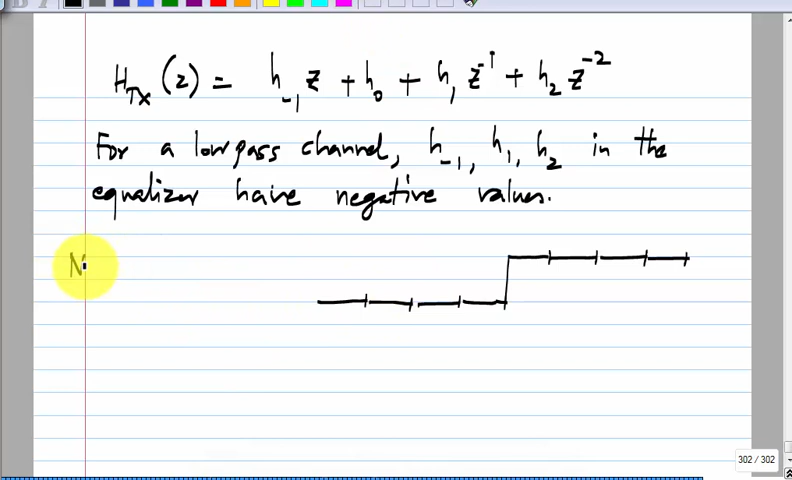 H_TX (z) = h_-1 z + h_0 + h_1 z^-1 + h_2 z^-2
For a lowpass channel, h_-1, h_1, h_2 in the
equalizer have negative values.
N
302 / 302